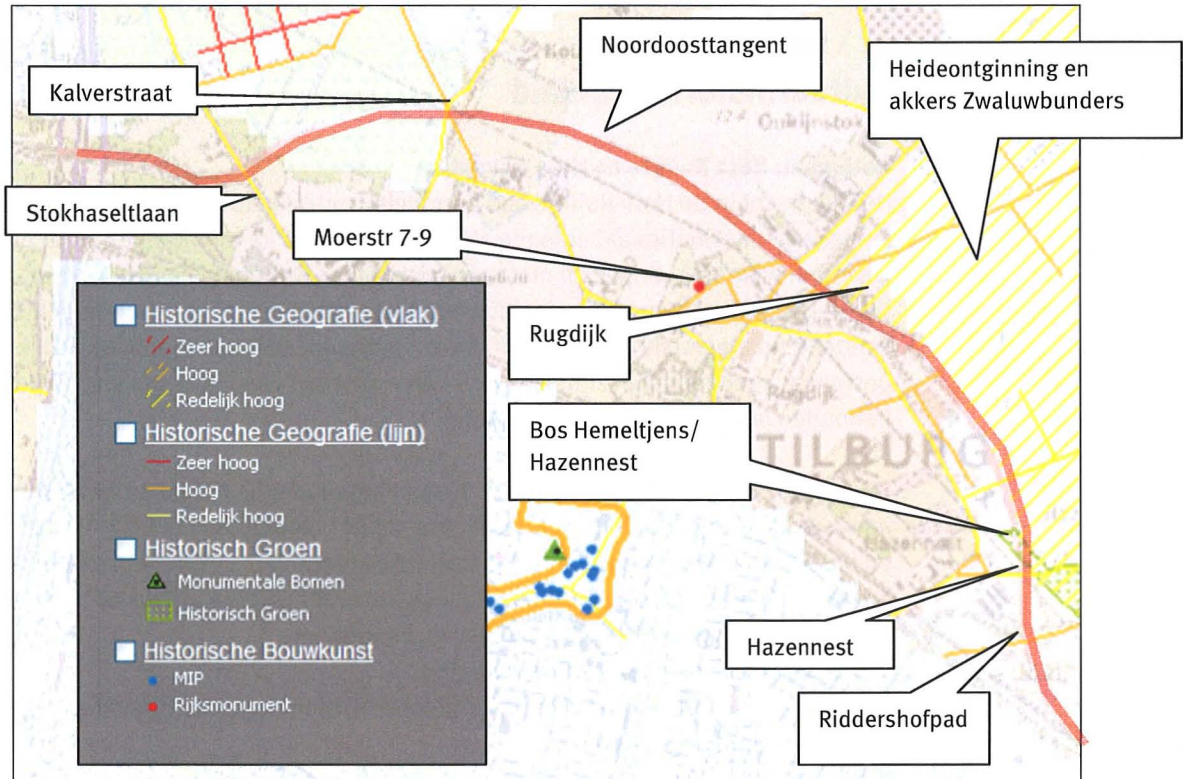 Noordoosttangent
Heideontginning en
akkers Zwaluwbunders
Kalverstraat
Stokhaseltlaan
Moerstr 7-9
Rugdijk
Rugdijk
Bos Hemeltjens/
Hazennest
TILBURG
Hazennest
Hazennest
Riddershofpad
Historische Geografie (vlak)
Zeer hoog
Hoog
Redelijk hoog
Historische Geografie (lijn)
Zeer hoog
Hoog
Redelijk hoog
Historisch Groen
Monumentale Bomen
Historisch Groen
Historische Bouwkunst
MIP
Rijksmonument